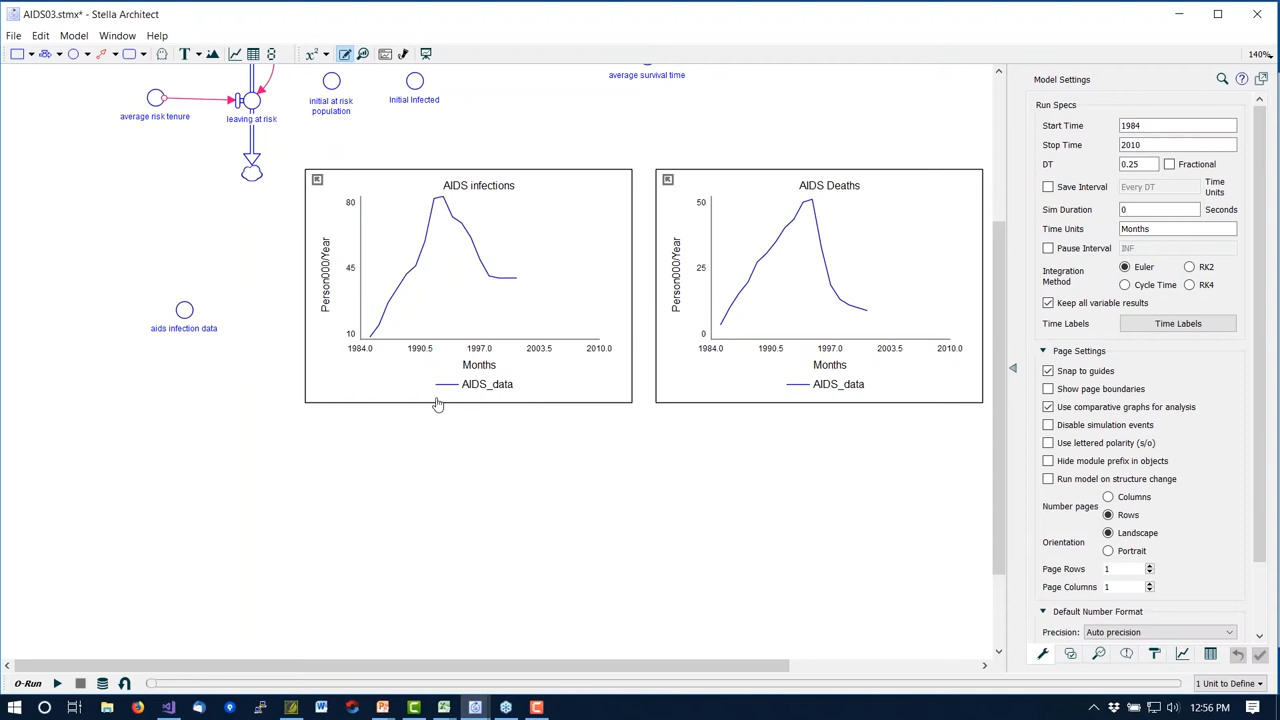 AIDS03.stmx* - Stella Architect
File Edit Model Window Help
T x² 140%
average survival time
initial at risk
population
Initial Infected
average risk tenure
leaving at risk
aids infection data
AIDS infections
80
45
10
Person000/Year
1984.0 1990.5 1997.0 2003.5 2010.0
Months
AIDS_data
AIDS Deaths
50
25
0
Person000/Year
1984.0 1990.5 1997.0 2003.5 2010.0
Months
AIDS_data
Model Settings
Run Specs
Start Time 1984
Stop Time 2010
DT 0.25 Fractional
Save Interval Every DT Time
Units
Sim Duration 0 Seconds
Time Units Months
Pause Interval INF
Integration
Method
Euler RK2
Cycle Time RK4
Keep all variable results
Time Labels Time Labels
Page Settings
Snap to guides
Show page boundaries
Use comparative graphs for analysis
Disable simulation events
Use lettered polarity (s/o)
Hide module prefix in objects
Run model on structure change
Number pages
Columns
Rows
Orientation
Landscape
Portrait
Page Rows 1
Page Columns 1
Default Number Format
Precision: Auto precision
O-Run
1 Unit to Define
12:56 PM